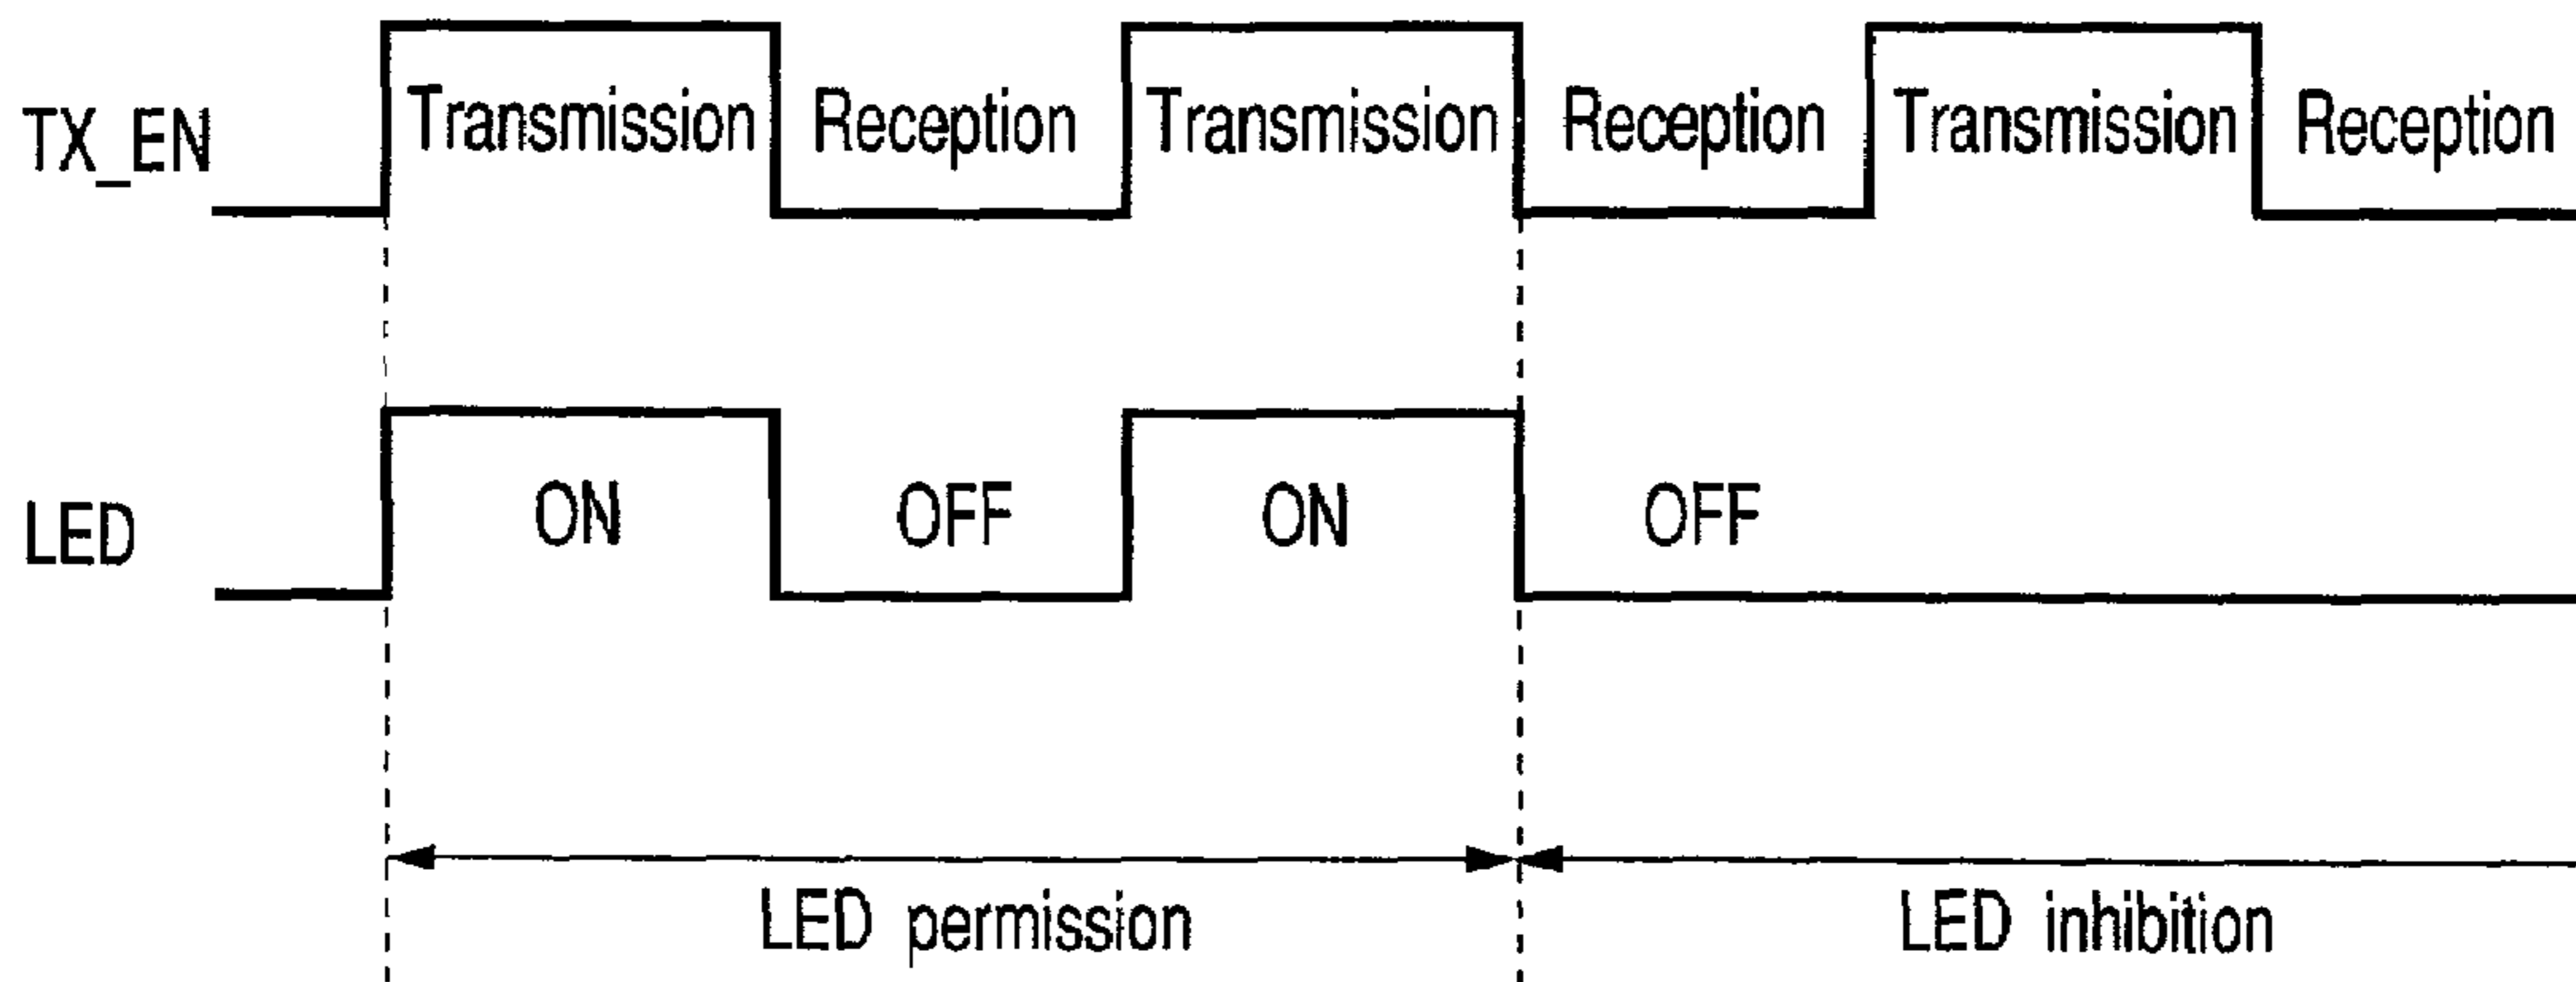 TX_EN Transmission Reception Transmission Reception Transmission Reception
LED ON OFF ON OFF
LED permission LED inhibition